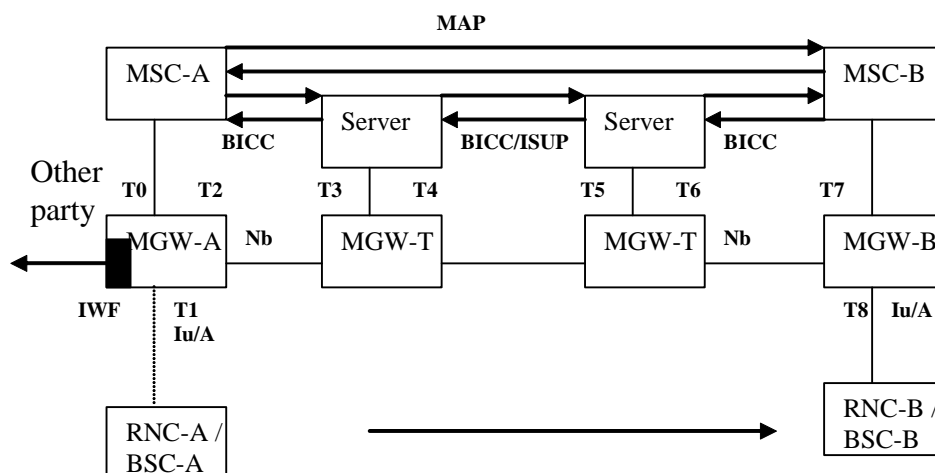 MAP
MSC-A
MSC-B
Server
Server
BICC
BICC/ISUP
BICC
Other
party
T0
T2
T3
T4
T5
T6
T7
MGW-A
Nb
MGW-T
MGW-T
Nb
MGW-B
IWF
T1
Iu/A
T8
Iu/A
RNC-A /
BSC-A
RNC-B /
BSC-B